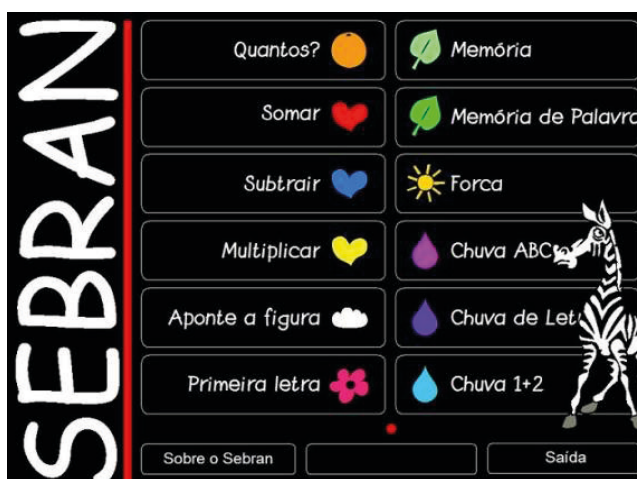 SEBRAN
Quantos?
Somar
Subtrair
Multiplicar
Aponte a figura
Primeira letra
Memória
Memória de Palavra
Forca
Chuva ABC
Chuva de Let
Chuva 1+2
Sobre o Sebran
Saída